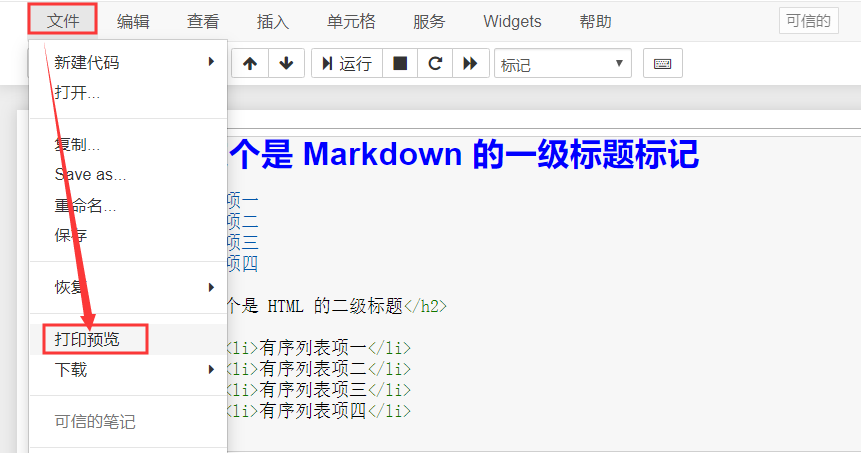 文件 编辑 查看 插入 单元格 服务 Widgets 帮助 可信的
新建代码
运行 标记
打开...
复制...
个是 Markdown 的一级标题标记
Save as...
重命名...
项一
项二
保存
项三
项四
恢复
个是 HTML 的二级标题</h2>
打印预览
<li>有序列表项一</li>
下载
<li>有序列表项二</li>
<li>有序列表项三</li>
<li>有序列表项四</li>
可信的笔记